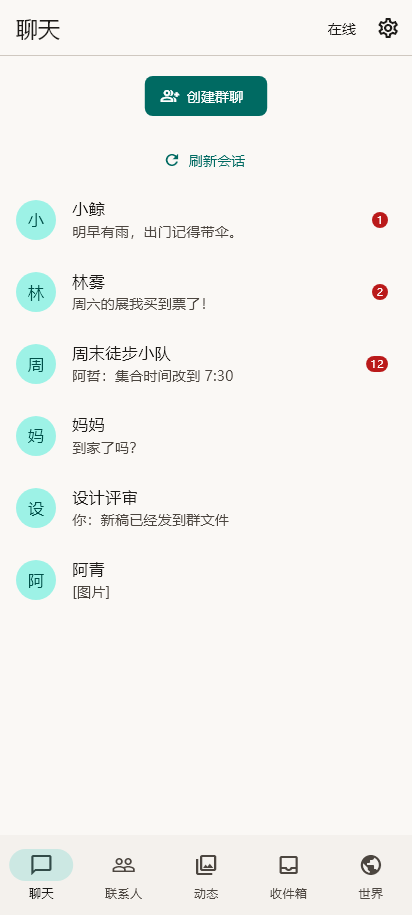 聊天
在线
创建群聊
刷新会话
小
小鲸
明早有雨，出门记得带伞。
1
林
林雾
周六的展我买到票了！
2
周
周末徒步小队
阿哲：集合时间改到 7:30
12
妈
妈妈
到家了吗？
设
设计评审
你：新稿已经发到群文件
阿
阿青
[图片]
聊天
联系人
动态
收件箱
世界